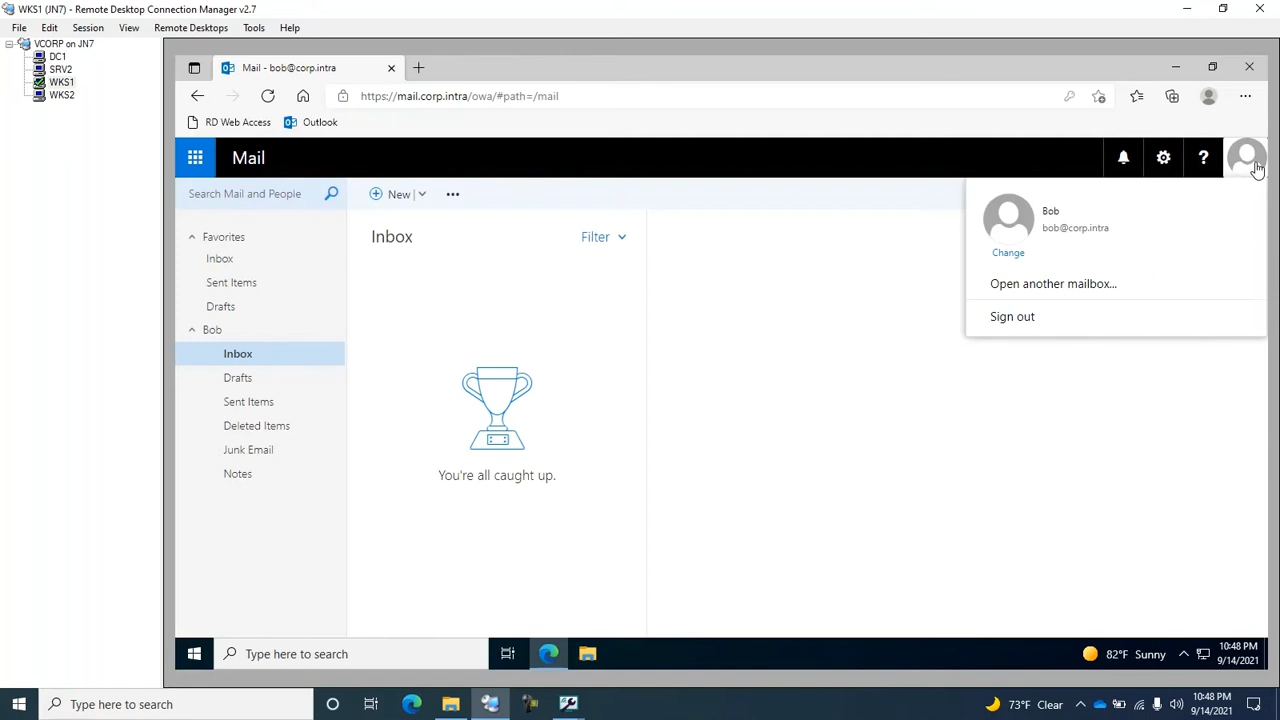 WKS1 (JN7) - Remote Desktop Connection Manager v2.7
File Edit Session View Remote Desktops Tools Help
VCORP on JN7
DC1
SRV2
WKS1
WKS2
Mail - bob@corp.intra
https://mail.corp.intra/owa/#path=/mail
RD Web Access Outlook
Mail
?
Search Mail and People
New
Bob
bob@corp.intra
Change
Open another mailbox...
Sign out
Favorites
Inbox
Sent Items
Drafts
Bob
Inbox
Drafts
Sent Items
Deleted Items
Junk Email
Notes
Inbox Filter
You're all caught up.
Type here to search
82°F Sunny
10:48 PM
9/14/2021
Type here to search
73°F Clear
10:48 PM
9/14/2021